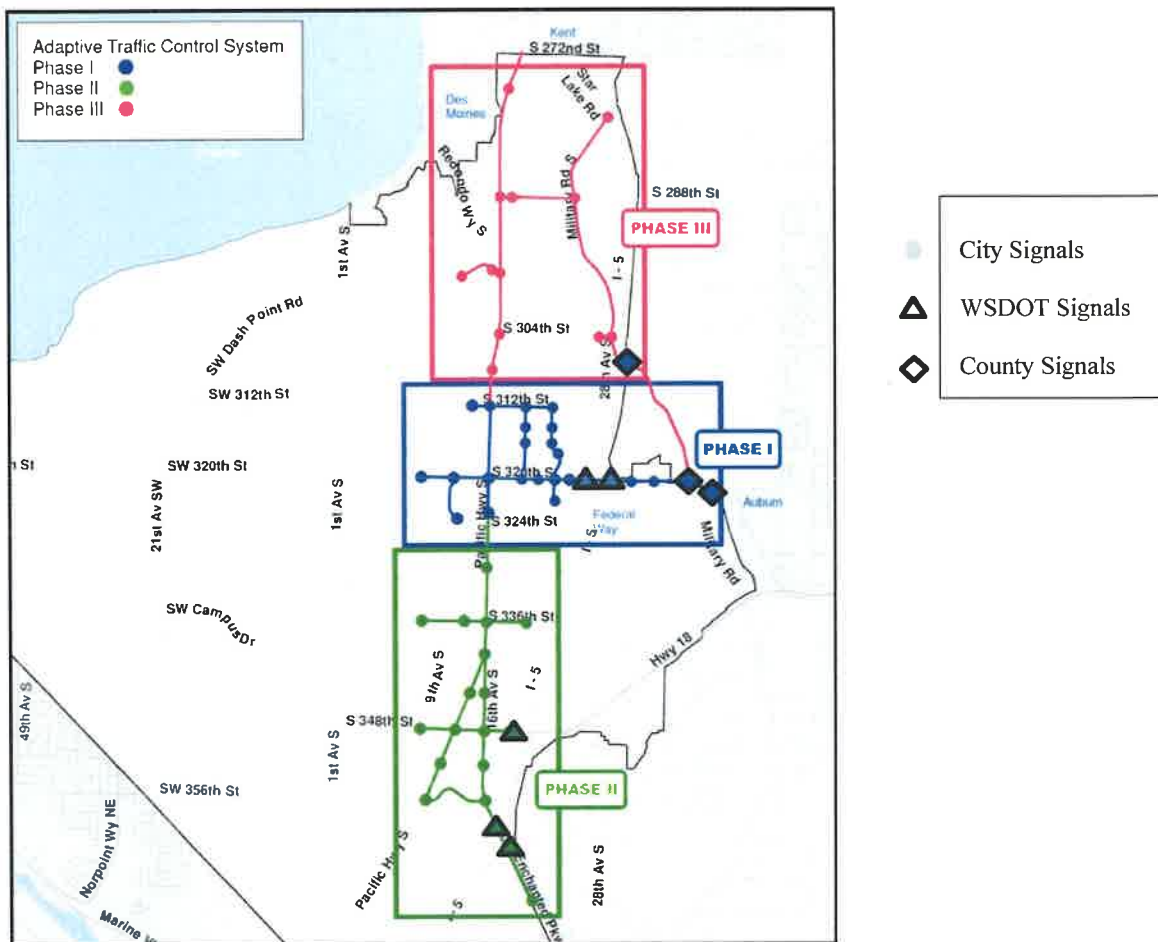 Adaptive Traffic Control System
Phase I
Phase II
Phase III
Kent
S 272nd St
Star Lake Rd
Des Moines
Redondo Wy S
Military Rd S
S 288th St
PHASE III
1st Av S
I - 5
SW Dash Point Rd
S 304th St
28th Av S
SW 312th St
S 312th St
PHASE I
SW 320th St
S 320th St
21st Av SW
1st Av S
Pacific Hwy S
S 324th St
Federal Way
I - 5
Auburn
Military Rd
SW Campus Dr
S 336th St
Hwy 18
9th Av S
16th Av S
I - 5
49th Av S
S 348th St
1st Av S
SW 356th St
PHASE II
Norpoint Wy NE
Pacific Hwy S
Enchanted Pkwy
28th Av S
Marine
City Signals
WSDOT Signals
County Signals